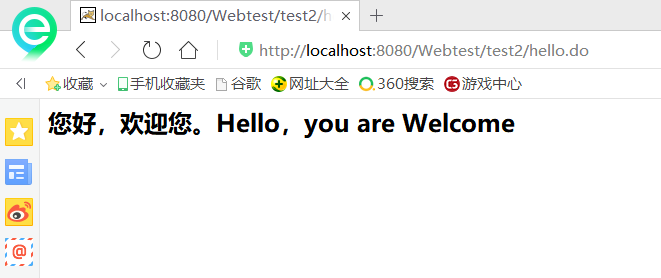 localhost:8080/Webtest/test2/h
http://localhost:8080/Webtest/test2/hello.do
收藏 手机收藏夹 谷歌 网址大全 360搜索 游戏中心
您好，欢迎您。Hello，you are Welcome